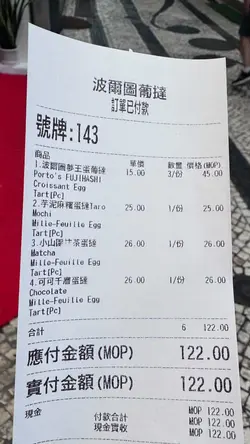 波爾圖葡撻
訂單已付款
號牌:143
商品 單價 數量 價格(MOP)
1.波爾圖夢王蛋葡撻 15.00 3/份 45.00
Porto's FUJIHASHI
Croissant Egg
Tart[Pc]
2.芋泥麻糬蛋撻Taro 25.00 1/份 25.00
Mochi
Mille-Feuille Egg
Tart[Pc]
3.小山園抹茶蛋撻 26.00 1/份 26.00
Matcha
Mille-Feuille Egg
Tart[Pc]
4.可可千層蛋撻 26.00 1/份 26.00
Chocolate
Mille-Feuille Egg
Tart[Pc]
合計 6 122.00
應付金額(MOP) 122.00
實付金額(MOP) 122.00
現金 MOP 122.00
付款合計 MOP 122.00
現金實收 MOP 122.00